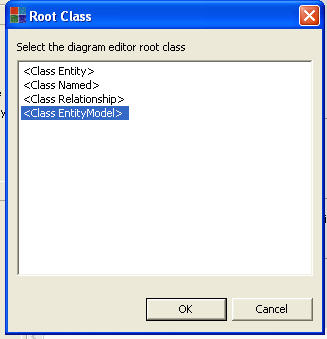 Root Class
Select the diagram editor root class
<Class Entity>
<Class Named>
<Class Relationship>
<Class EntityModel>
OK
Cancel